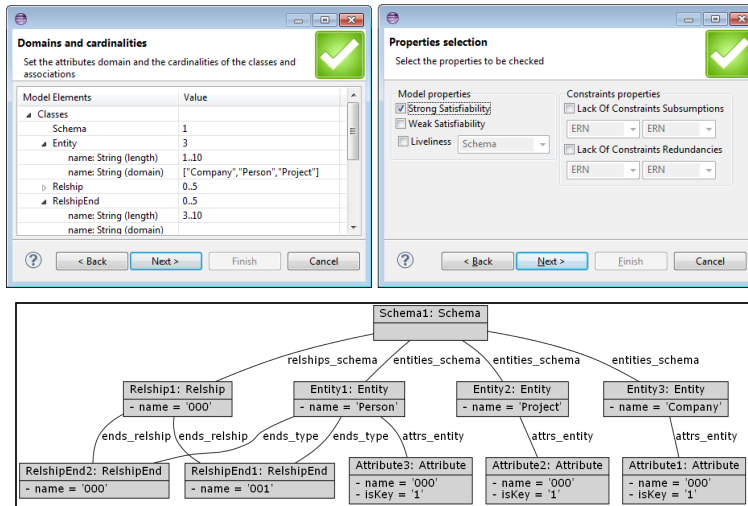 Domains and cardinalities
Set the attributes domain and the cardinalities of the classes and
associations
Model Elements Value
Classes
Schema 1
Entity 3
name: String (length) 1..10
name: String (domain) ["Company","Person","Project"]
Relship 0..5
RelshipEnd 0..5
name: String (length) 3..10
name: String (domain)
? < Back Next > Finish Cancel
Properties selection
Select the properties to be checked
Model properties
Strong Satisfiability
Weak Satisfiability
Liveliness Schema
Constraints properties
Lack Of Constraints Subsumptions
ERN ERN
Lack Of Constraints Redundancies
ERN ERN
? < Back Next > Finish Cancel
Schema1: Schema
relships_schema entities_schema entities_schema entities_schema
Relship1: Relship Entity1: Entity Entity2: Entity Entity3: Entity
- name = '000' - name = 'Person' - name = 'Project' - name = 'Company'
ends_relship ends_relship ends_type ends_type attrs_entity attrs_entity attrs_entity
RelshipEnd2: RelshipEnd RelshipEnd1: RelshipEnd Attribute3: Attribute Attribute2: Attribute Attribute1: Attribute
- name = '000' - name = '001' - name = '000' - name = '000' - name = '000'
- isKey = '1' - isKey = '1' - isKey = '1'